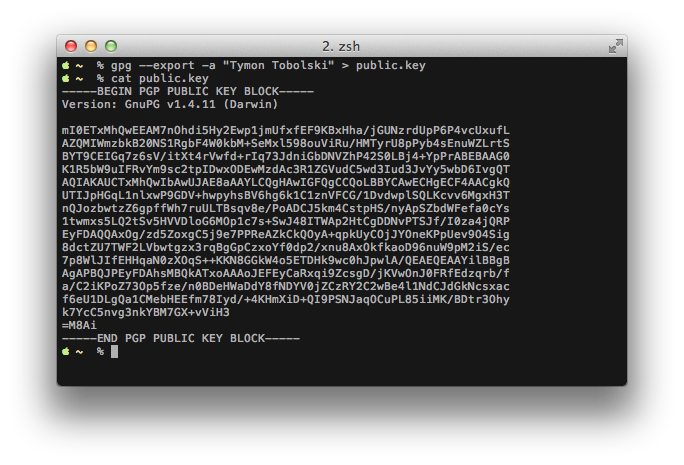 2. zsh
~ % gpg --export -a "Tymon Tobolski" > public.key
~ % cat public.key
-----BEGIN PGP PUBLIC KEY BLOCK-----
Version: GnuPG v1.4.11 (Darwin)
mI0ETxMhQwEEAM7nOhdi5Hy2Ewp1jmUfxfEF9KBxHha/jGUNzrdUpP6P4vcUxufL
AZQMIWmzbkB20NS1RgbF4W0kbM+SeMxl598ouViRu/HMTyrU8pPyb4sEnuWZLrtS
BYT9CEIGq7z6sV/itXt4rVwfd+rIq73JdniGbDNVZhP42S0LBj4+YpPrABEBAAG0
K1R5bW9uIFRvYm9sc2tpIDwxODEwMzdAc3R1ZGVudC5wd3Iud3JvYy5wbD6IvgQT
AQIAKAUCTxMhQwIbAwUJAE8aAAYLCQgHAwIGFQgCCQoLBBYCAwECHgECF4AACgkQ
UTIJpHGqL1nlxwP9GDV+hwpyhsBV6hg6k1C1znVFCG/1DvdwplSQLKcvv6MgxH3T
nQJozbwtzZ6gpffWh7ruULTBsqv8e/PoADCJ5km4CstpHS/nyApSZbdWFefa0cYs
1twmxs5LQ2tSv5HVVDloG6MOp1c7s+SwJ48ITWAp2HtCgDDNvPTSJf/I0za4jQRP
EyFDAQQAxOg/zd5ZoxgC5j9e7PPReAZkCkQOyA+qpkUyCOjJYOneKPpUev9O4Sig
8dctZU7TWF2LVbwtgzx3rqBgGpCzxoYf0dp2/xnu8AxOkfkaoD96nuW9pM2iS/ec
7p8WlJIfEHHqaN0zXOqS++KKN8GGkW4o5ETDHk9wc0hJpwlA/QEAEQEAAYilBBgB
AgAPBQJPEyFDAhsMBQkATxoAAAoJEFEyCaRxqi9ZcsgD/jKVwOnJ0FRfEdzqrb/f
a/C2iKPoZ73Op5fze/n0BDeHWaDdY8fNDYV0jZCzRY2C2wBe4l1NdCJdGkNcsxac
f6eU1DLgQa1CMebHEEfm78Iyd/+4KHmXiD+QI9PSNJaqOCuPL85iiMK/BDtr3Ohy
k7YcC5nvg3nkYBM7GX+vViH3
=M8Ai
-----END PGP PUBLIC KEY BLOCK-----
~ %